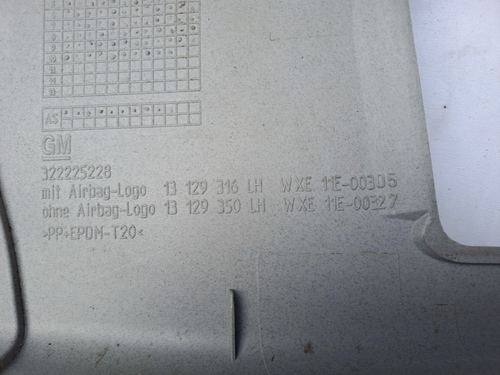 AS
GM
322225228
mit Airbag-Logo 13 129 316 LH WXE 11E-00305
ohne Airbag-Logo 13 129 350 LH WXE 11E-00327
>PP+EPDM-T20<